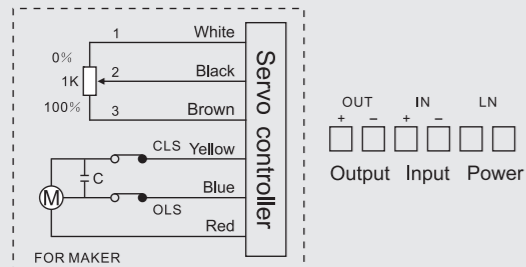 1 White
0%
1K 2 Black
100%
3 Brown
CLS Yellow
C
M
Blue
OLS
Red
FOR MAKER
Servo controller
OUT IN LN
+ − + −
Output Input Power